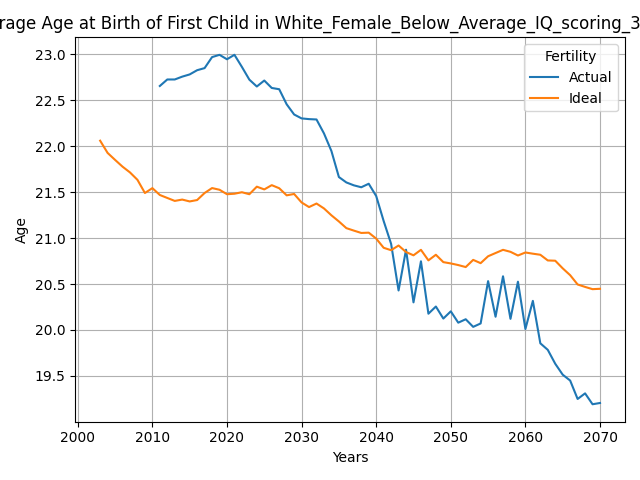 rage Age at Birth of First Child in White_Female_Below_Average_IQ_scoring_3
Fertility
Actual
Ideal
23.0
22.5
22.0
21.5
21.0
20.5
20.0
19.5
Age
2000 2010 2020 2030 2040 2050 2060 2070
Years